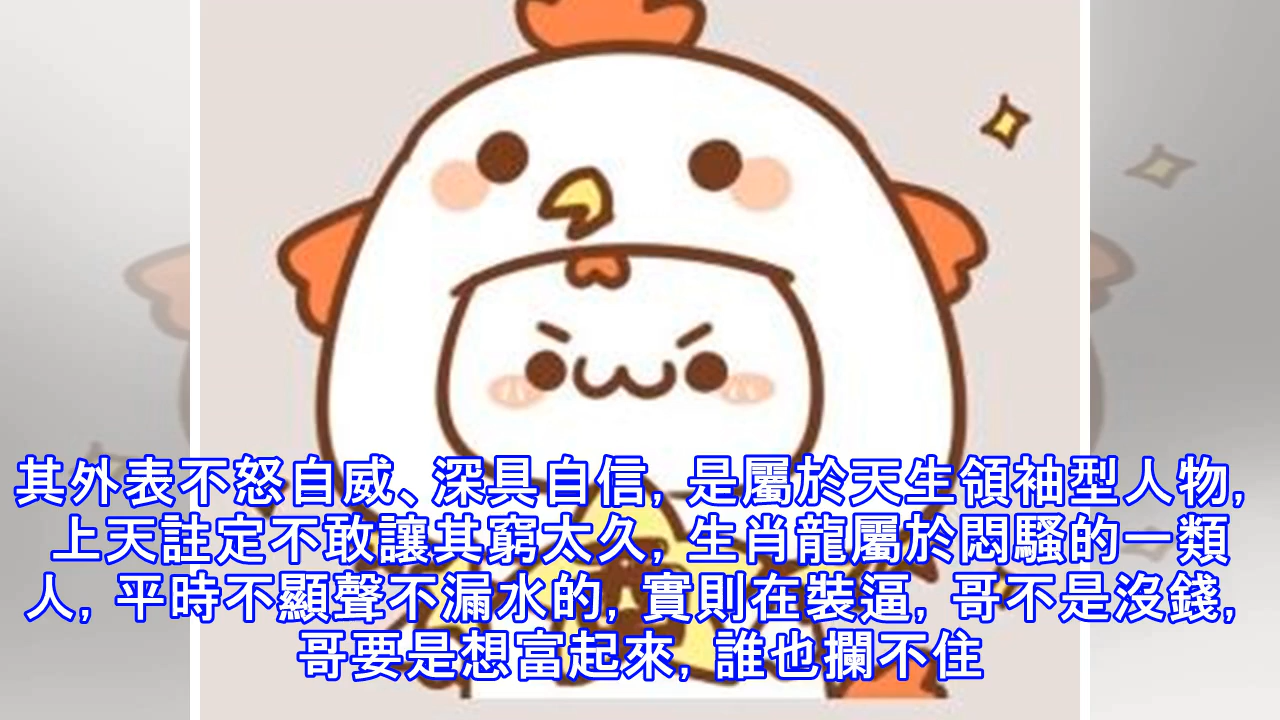 其外表不怒自威、深具自信, 是屬於天生領袖型人物,
上天註定不敢讓其窮太久, 生肖龍屬於悶騷的一類
人, 平時不顯聲不漏水的, 實則在裝逼, 哥不是沒錢,
哥要是想富起來, 誰也攔不住